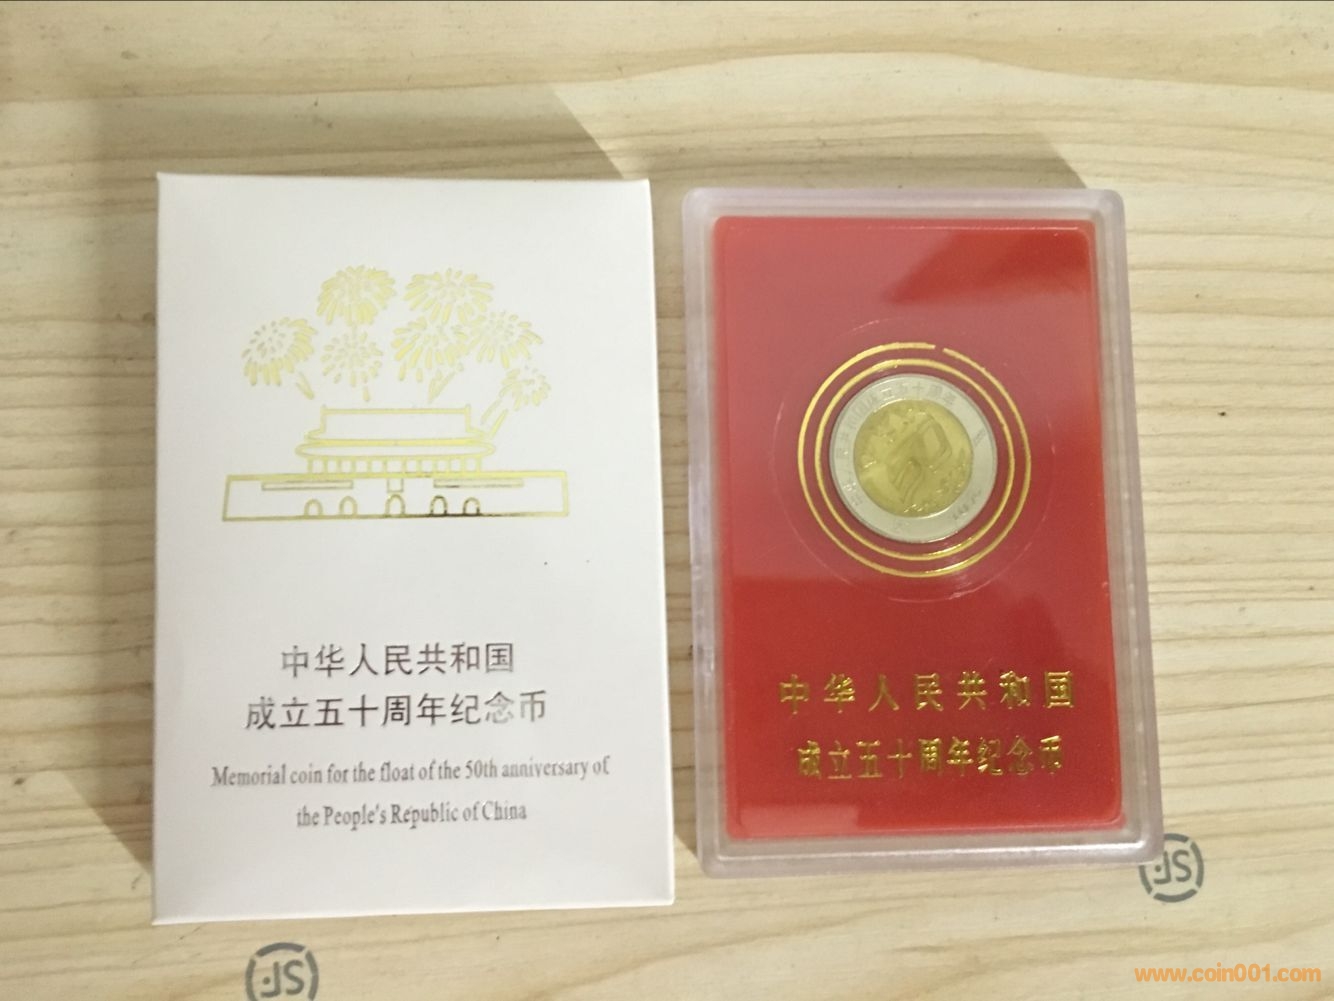 中华人民共和国
成立五十周年纪念币
Memorial coin for the float of the 50th anniversary of
the People's Republic of China
中华人民共和国
成立五十周年纪念币
www.coin001.com